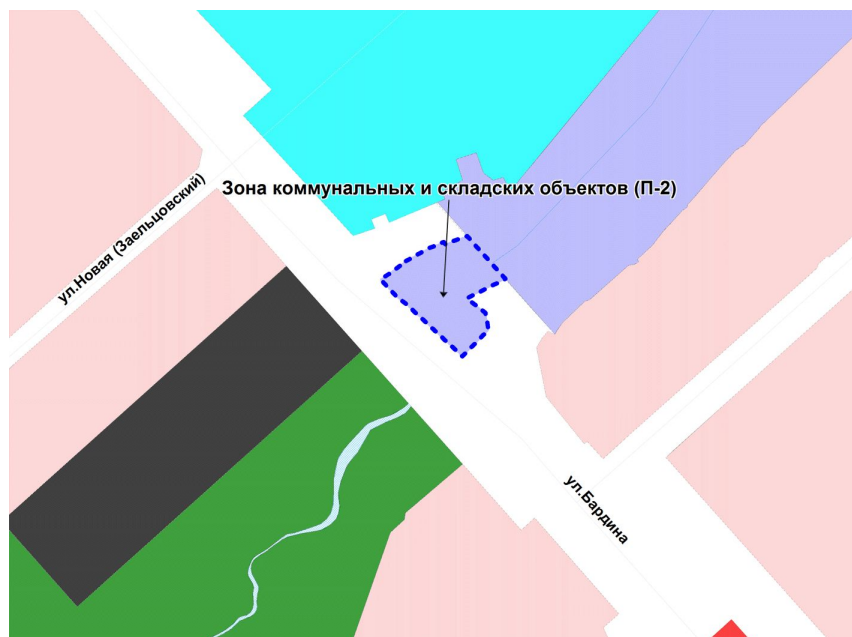 Зона коммунальных и складских объектов (П-2)
ул.Новая (Заельцовский)
ул.Бардина